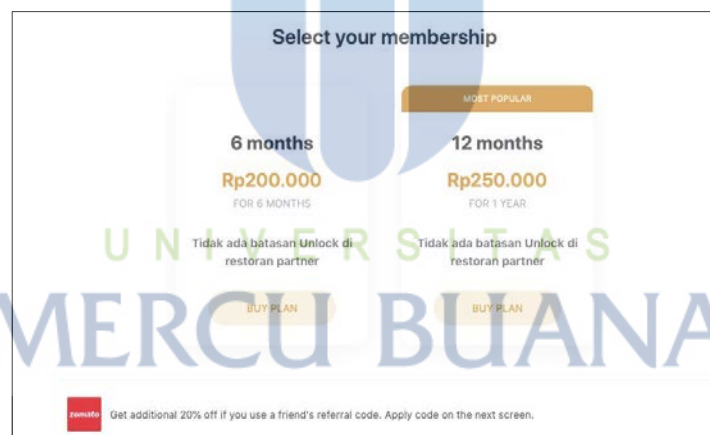 Select your membership
MOST POPULAR
6 months
Rp200.000
FOR 6 MONTHS
Tidak ada batasan Unlock di
restoran partner
BUY PLAN
12 months
Rp250.000
FOR 1 YEAR
Tidak ada batasan Unlock di
restoran partner
BUY PLAN
UNIVERSITAS
MERCU BUANA
zomato
Get additional 20% off if you use a friend's referral code. Apply code on the next screen.